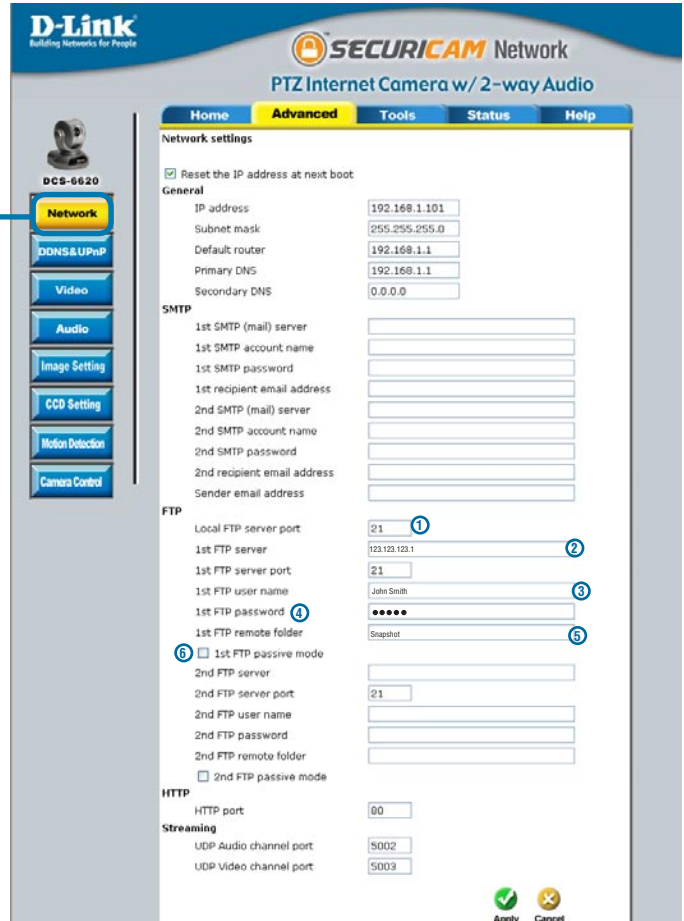 D-Link
Building Networks for People
SECURICAM Network
PTZ Internet Camera w/ 2-way Audio
Home Advanced Tools Status Help
DCS-6620
Network
DDNS&UPnP
Video
Audio
Image Setting
CCD Setting
Motion Detection
Camera Control
Network settings
Reset the IP address at next boot
General
IP address 192.168.1.101
Subnet mask 255.255.255.0
Default router 192.168.1.1
Primary DNS 192.168.1.1
Secondary DNS 0.0.0.0
SMTP
1st SMTP (mail) server
1st SMTP account name
1st SMTP password
1st recipient email address
2nd SMTP (mail) server
2nd SMTP account name
2nd SMTP password
2nd recipient email address
Sender email address
FTP
Local FTP server port 21 1
1st FTP server 123.123.123.1 2
1st FTP server port 21
1st FTP user name John Smith 3
1st FTP password 4 ●●●●●
1st FTP remote folder Snapshot 5
6 1st FTP passive mode
2nd FTP server
2nd FTP server port 21
2nd FTP user name
2nd FTP password
2nd FTP remote folder
2nd FTP passive mode
HTTP
HTTP port 80
Streaming
UDP Audio channel port 5002
UDP Video channel port 5003
Apply Cancel